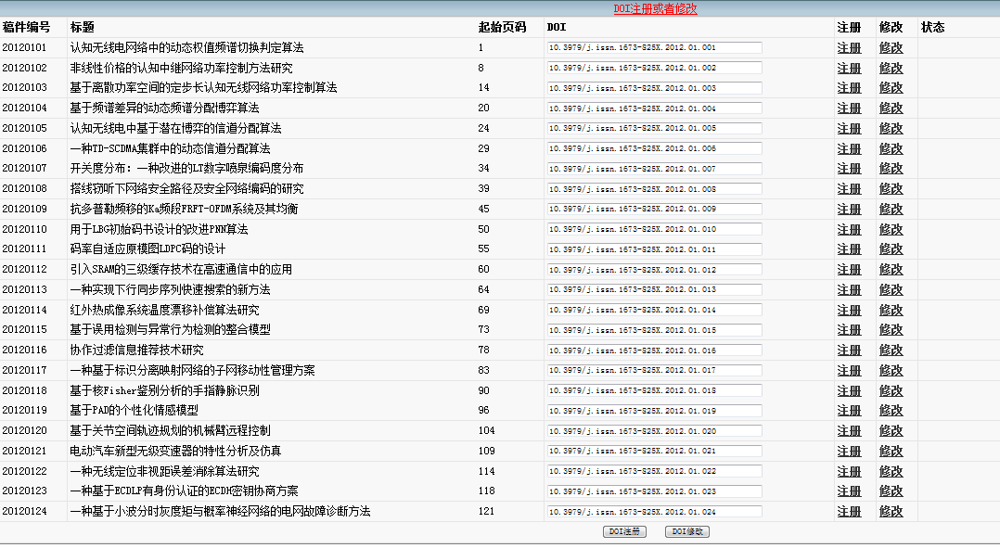 DOI注册或者修改
稿件编号 标题 起始页码 DOI 注册 修改 状态
20120101 认知无线电网络中的动态权值频谱切换判定算法 1 10.3979/j.issn.1673-825X.2012.01.001 注册 修改
20120102 非线性价格的认知中继网络功率控制方法研究 8 10.3979/j.issn.1673-825X.2012.01.002 注册 修改
20120103 基于离散功率空间的定步长认知无线网络功率控制算法 14 10.3979/j.issn.1673-825X.2012.01.003 注册 修改
20120104 基于频谱差异的动态频谱分配博弈算法 20 10.3979/j.issn.1673-825X.2012.01.004 注册 修改
20120105 认知无线电中基于潜在博弈的信道分配算法 24 10.3979/j.issn.1673-825X.2012.01.005 注册 修改
20120106 一种TD-SCDMA集群中的动态信道分配算法 29 10.3979/j.issn.1673-825X.2012.01.006 注册 修改
20120107 开关度分布：一种改进的LT数字喷泉编码度分布 34 10.3979/j.issn.1673-825X.2012.01.007 注册 修改
20120108 搭线窃听下网络安全路径及安全网络编码的研究 39 10.3979/j.issn.1673-825X.2012.01.008 注册 修改
20120109 抗多普勒频移的Ka频段FRFT-OFDM系统及其均衡 45 10.3979/j.issn.1673-825X.2012.01.009 注册 修改
20120110 用于LBG初始码书设计的改进PNN算法 50 10.3979/j.issn.1673-825X.2012.01.010 注册 修改
20120111 码率自适应原模图LDPC码的设计 55 10.3979/j.issn.1673-825X.2012.01.011 注册 修改
20120112 引入SRAM的三级缓存技术在高速通信中的应用 60 10.3979/j.issn.1673-825X.2012.01.012 注册 修改
20120113 一种实现下行同步序列快速搜索的新方法 64 10.3979/j.issn.1673-825X.2012.01.013 注册 修改
20120114 红外热成像系统温度漂移补偿算法研究 69 10.3979/j.issn.1673-825X.2012.01.014 注册 修改
20120115 基于误用检测与异常行为检测的整合模型 73 10.3979/j.issn.1673-825X.2012.01.015 注册 修改
20120116 协作过滤信息推荐技术研究 78 10.3979/j.issn.1673-825X.2012.01.016 注册 修改
20120117 一种基于标识分离映射网络的子网移动性管理方案 83 10.3979/j.issn.1673-825X.2012.01.017 注册 修改
20120118 基于核Fisher鉴别分析的手指静脉识别 90 10.3979/j.issn.1673-825X.2012.01.018 注册 修改
20120119 基于PAD的个性化情感模型 96 10.3979/j.issn.1673-825X.2012.01.019 注册 修改
20120120 基于关节空间轨迹规划的机械臂远程控制 104 10.3979/j.issn.1673-825X.2012.01.020 注册 修改
20120121 电动汽车新型无级变速器的特性分析及仿真 109 10.3979/j.issn.1673-825X.2012.01.021 注册 修改
20120122 一种无线定位非视距误差消除算法研究 114 10.3979/j.issn.1673-825X.2012.01.022 注册 修改
20120123 一种基于ECDLP有身份认证的ECDH密钥协商方案 118 10.3979/j.issn.1673-825X.2012.01.023 注册 修改
20120124 一种基于小波分时灰度矩与概率神经网络的电网故障诊断方法 121 10.3979/j.issn.1673-825X.2012.01.024 注册 修改
DOI注册 DOI修改